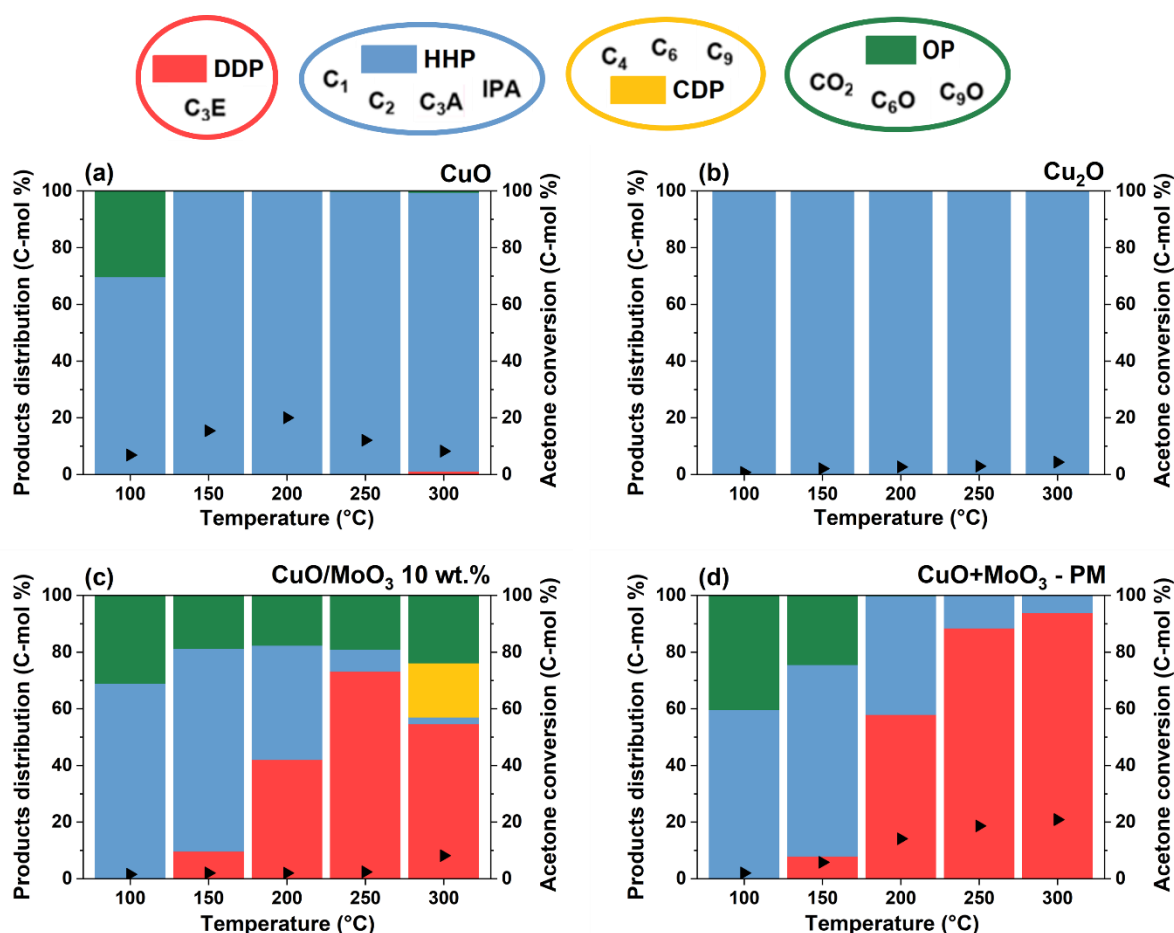 DDP
C₃E
HHP
C₁ C₂ C₃A IPA
C₄ C₆ C₉
CDP
OP
CO₂ C₆O C₉O
(a) CuO
Products distribution (C-mol %)
100
80
60
40
20
0
100
80
60
40
20
0
Acetone conversion (C-mol %)
100 150 200 250 300
Temperature (°C)
(b) Cu₂O
Products distribution (C-mol %)
100
80
60
40
20
0
100
80
60
40
20
0
Acetone conversion (C-mol %)
100 150 200 250 300
Temperature (°C)
(c) CuO/MoO₃ 10 wt.%
Products distribution (C-mol %)
100
80
60
40
20
0
100
80
60
40
20
0
Acetone conversion (C-mol %)
100 150 200 250 300
Temperature (°C)
(d) CuO+MoO₃ - PM
Products distribution (C-mol %)
100
80
60
40
20
0
100
80
60
40
20
0
Acetone conversion (C-mol %)
100 150 200 250 300
Temperature (°C)